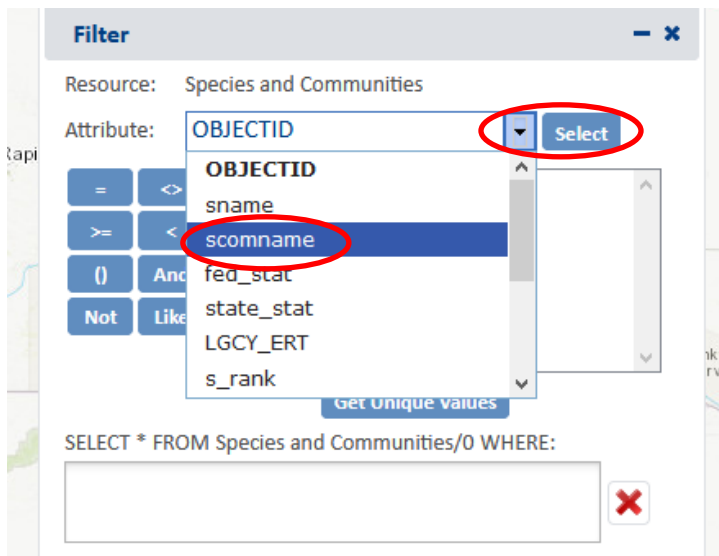 Filter
Resource: Species and Communities
Attribute: OBJECTID Select
OBJECTID
= <> sname
>= < scomname
() fed_stat
Not Like state_stat
LGCY_ERT
s_rank
Get Unique Values
SELECT * FROM Species and Communities/0 WHERE: